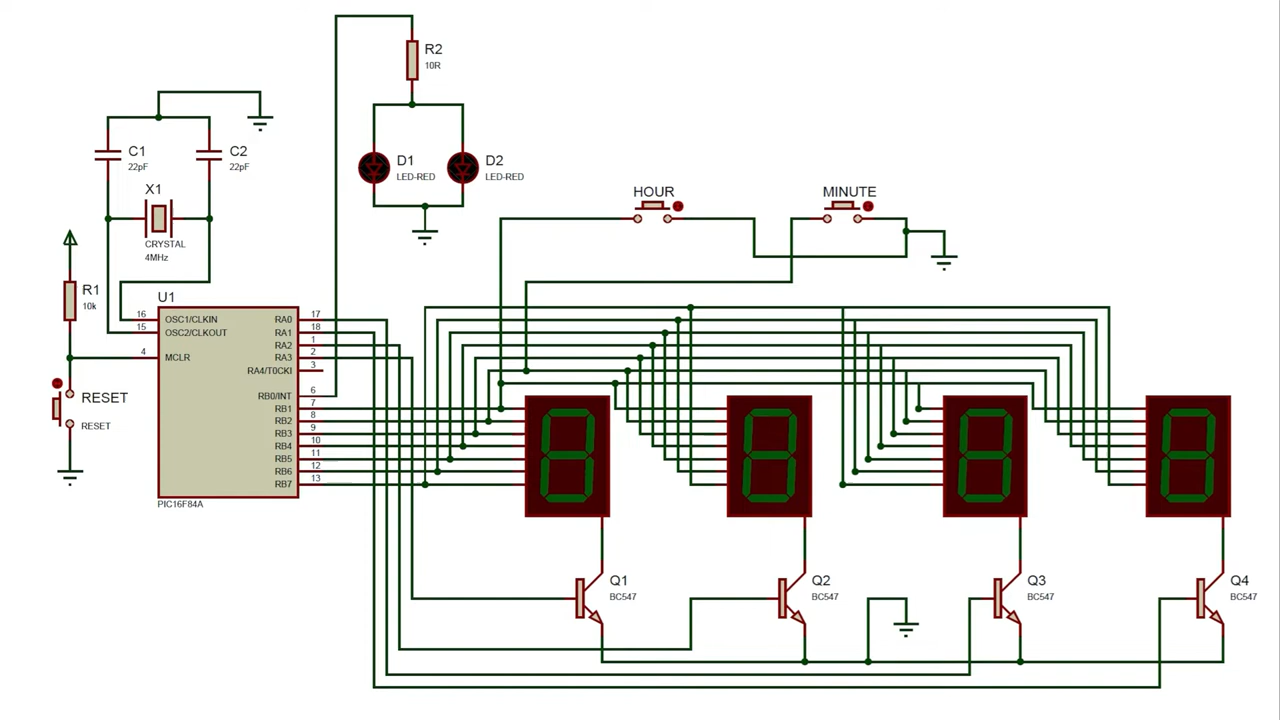 R2
10R
C1
22pF
C2
22pF
D1
LED-RED
D2
LED-RED
X1
CRYSTAL
4MHz
HOUR
MINUTE
R1
10k
U1
16 OSC1/CLKIN
15 OSC2/CLKOUT
4 MCLR
RA0 17
RA1 18
RA2 1
RA3 2
RA4/T0CKI 3
RB0/INT 6
RB1 7
RB2 8
RB3 9
RB4 10
RB5 11
RB6 12
RB7 13
PIC16F84A
RESET
RESET
Q1
BC547
Q2
BC547
Q3
BC547
Q4
BC547